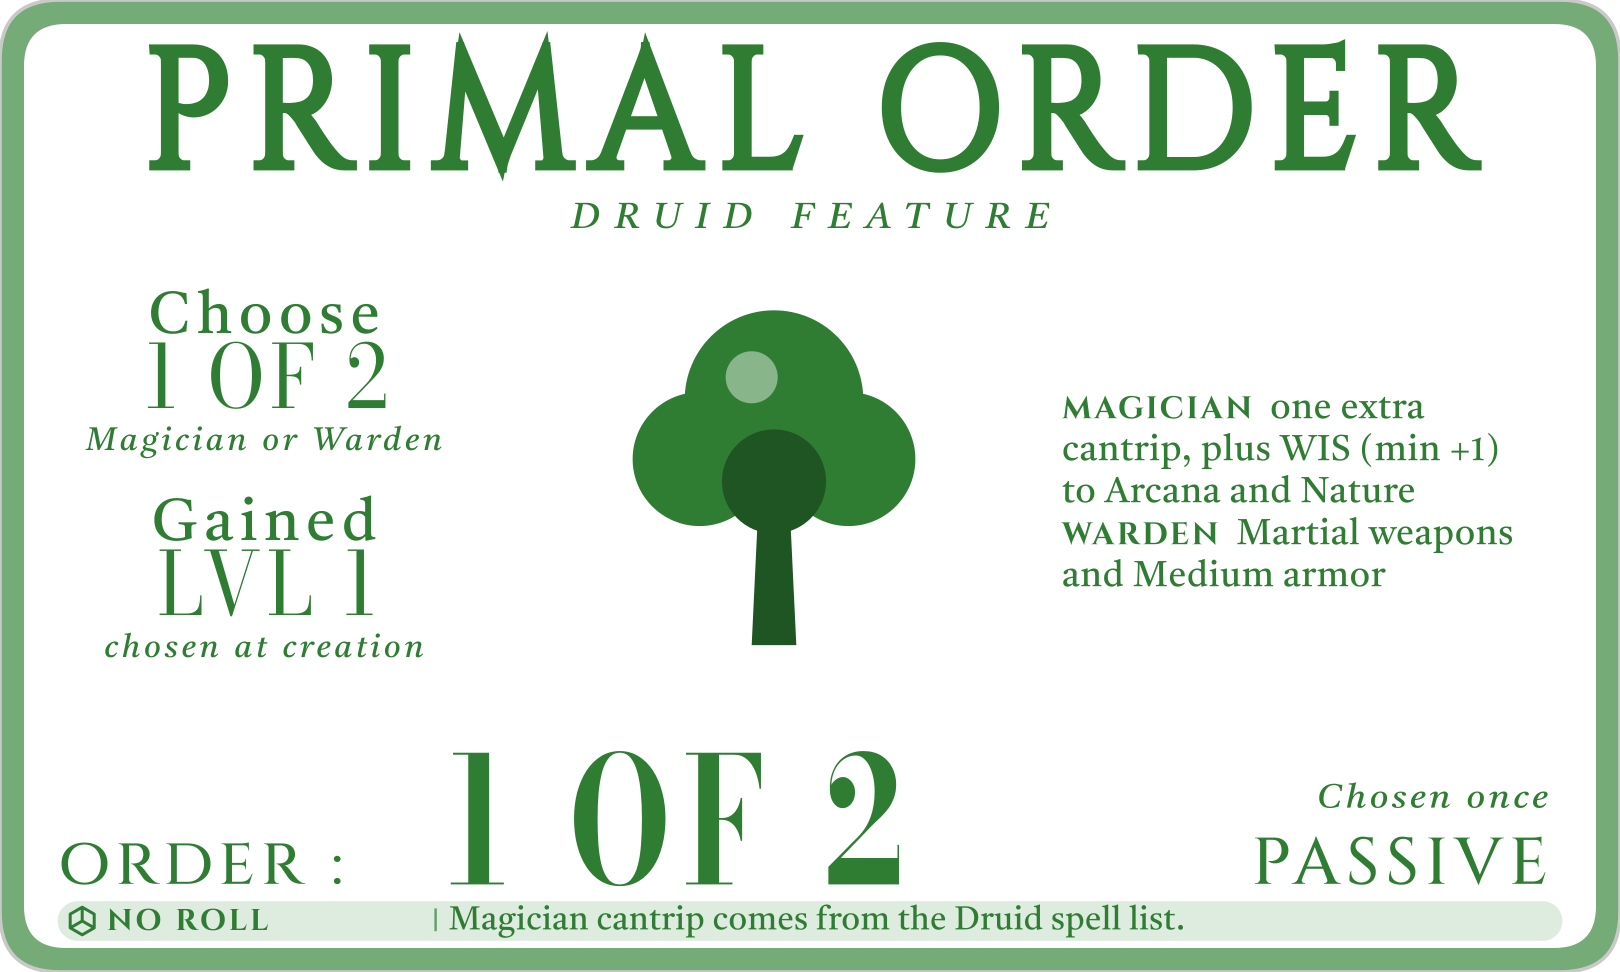 PRIMAL ORDER
DRUID FEATURE
Choose
1 OF 2
Magician or Warden
Gained
LVL 1
chosen at creation
MAGICIAN one extra
cantrip, plus WIS (min +1)
to Arcana and Nature
WARDEN Martial weapons
and Medium armor
ORDER : 1 OF 2
Chosen once
PASSIVE
NO ROLL | Magician cantrip comes from the Druid spell list.